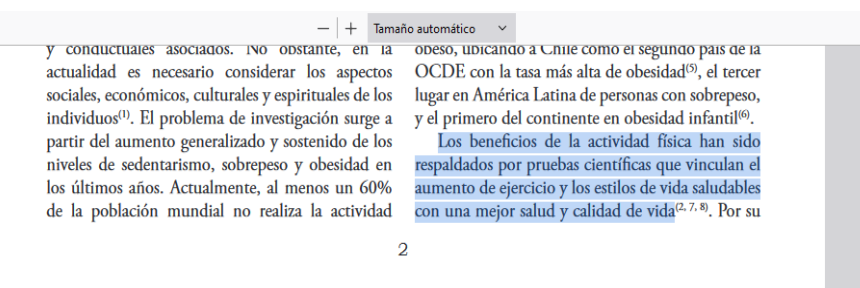 Tamaño automático
y conductuales asociados. No obstante, en la
actualidad es necesario considerar los aspectos
sociales, económicos, culturales y espirituales de los
individuos(1). El problema de investigación surge a
partir del aumento generalizado y sostenido de los
niveles de sedentarismo, sobrepeso y obesidad en
los últimos años. Actualmente, al menos un 60%
de la población mundial no realiza la actividad
obeso, ubicando a Chile como el segundo país de la
OCDE con la tasa más alta de obesidad(5), el tercer
lugar en América Latina de personas con sobrepeso,
y el primero del continente en obesidad infantil(6).
Los beneficios de la actividad física han sido
respaldados por pruebas científicas que vinculan el
aumento de ejercicio y los estilos de vida saludables
con una mejor salud y calidad de vida(2, 7, 8). Por su
2